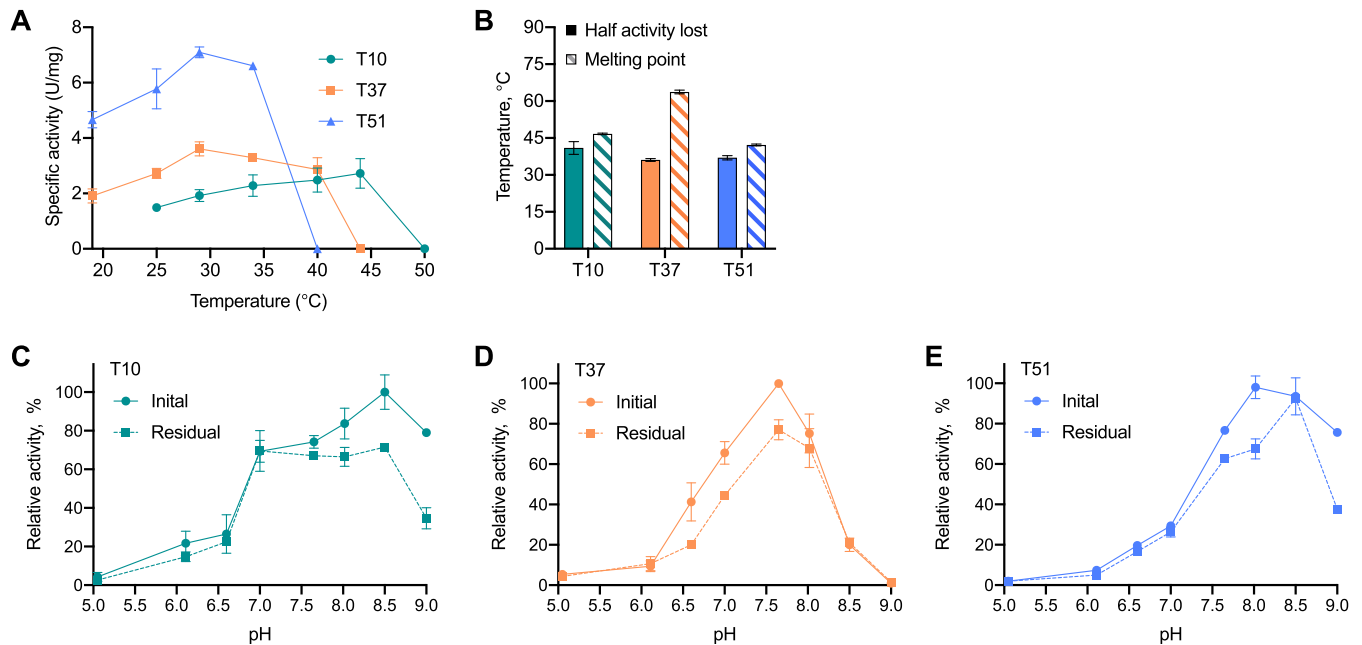 A
Specific activity (U/mg)
8
6
4
2
0
T10
T37
T51
20 25 30 35 40 45 50
Temperature (°C)
B
Temperature, °C
90
75
60
45
30
15
0
Half activity lost
Melting point
T10 T37 T51
C
T10
Relative activity, %
100
80
60
40
20
0
Inital
Residual
5.0 5.5 6.0 6.5 7.0 7.5 8.0 8.5 9.0
pH
D
T37
Relative activity, %
100
80
60
40
20
0
Initial
Residual
5.0 5.5 6.0 6.5 7.0 7.5 8.0 8.5 9.0
pH
E
T51
Relative activity, %
100
80
60
40
20
0
Inital
Residual
5.0 5.5 6.0 6.5 7.0 7.5 8.0 8.5 9.0
pH